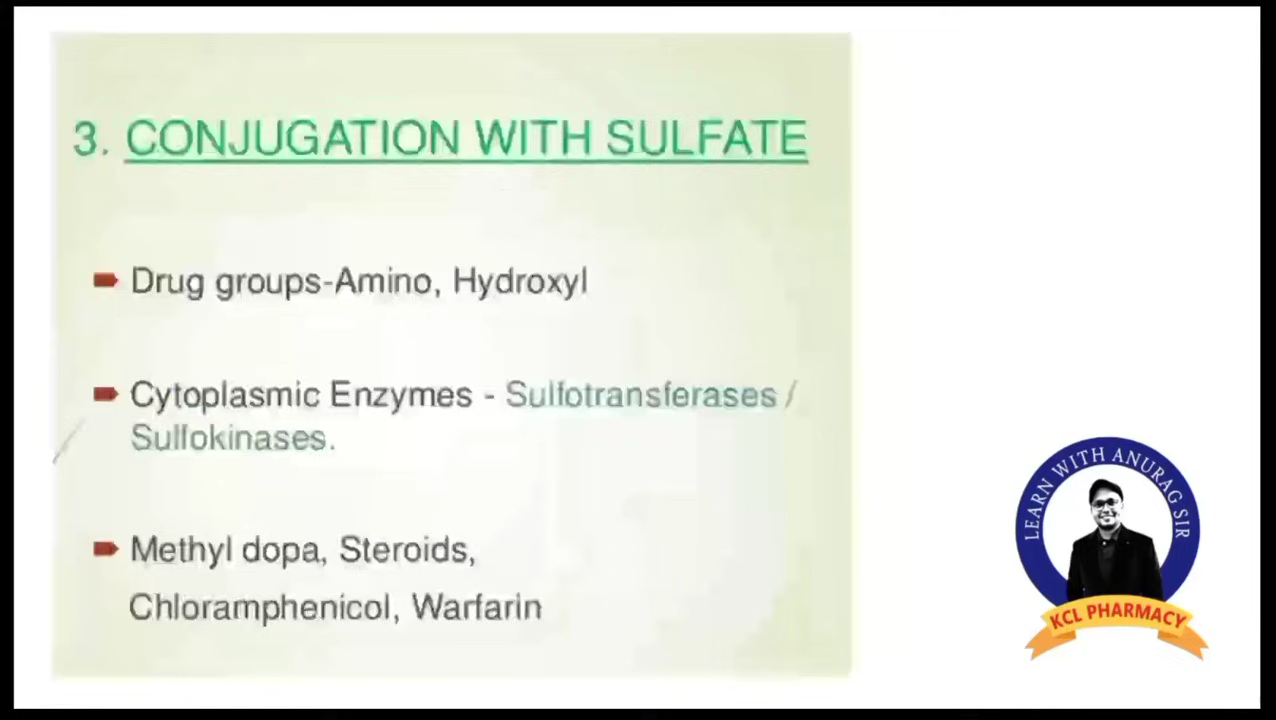 3. CONJUGATION WITH SULFATE
Drug groups-Amino, Hydroxyl
Cytoplasmic Enzymes - Sulfotransferases /
Sulfokinases.
Methyl dopa, Steroids,
Chloramphenicol, Warfarin
LEARN WITH ANURAG SIR
KCL PHARMACY